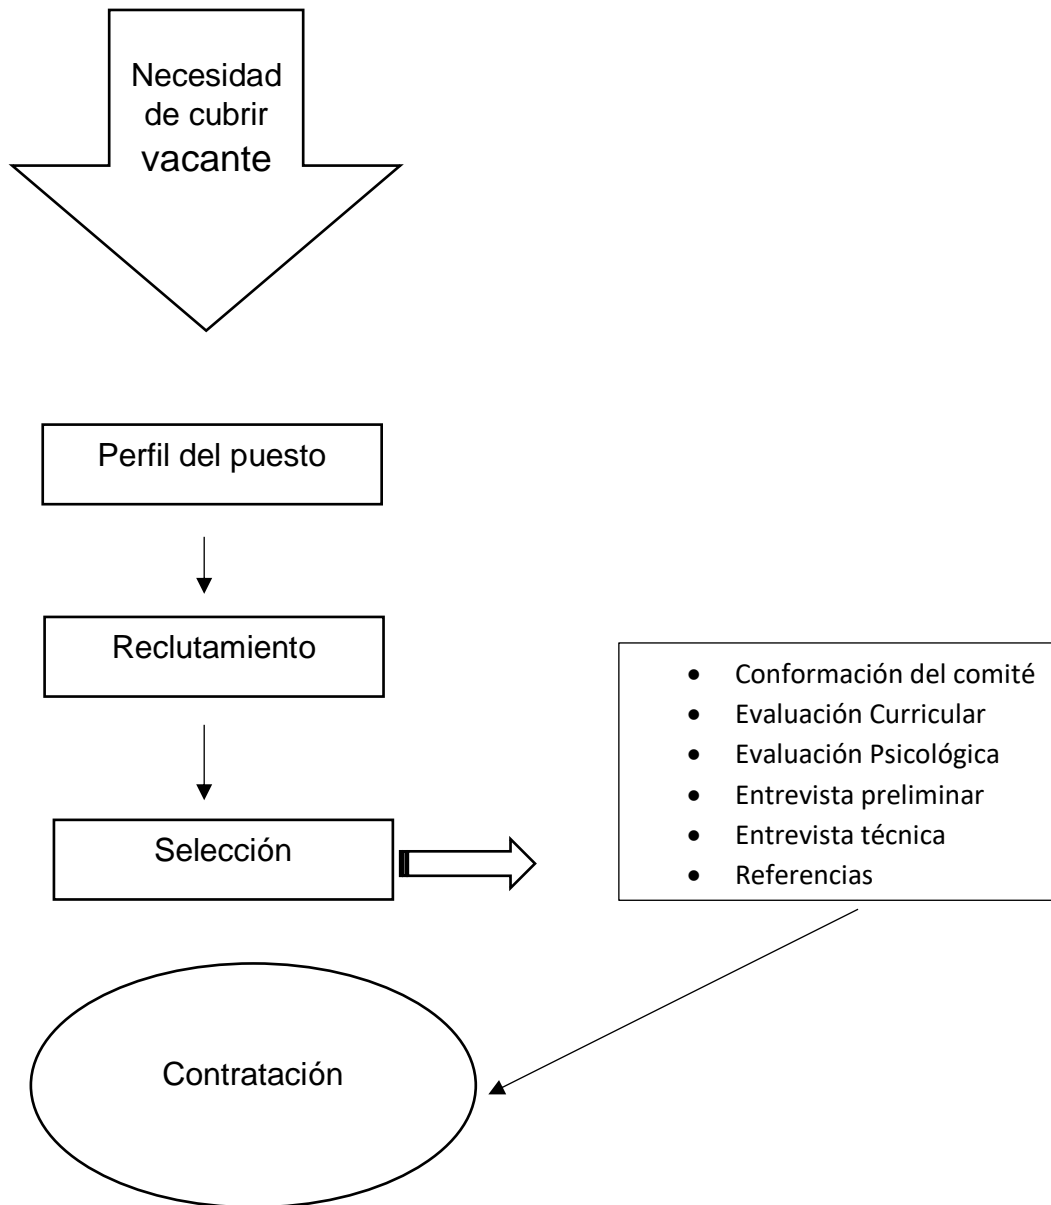 Necesidad
de cubrir
vacante
Perfil del puesto
Reclutamiento
Selección
• Conformación del comité
• Evaluación Curricular
• Evaluación Psicológica
• Entrevista preliminar
• Entrevista técnica
• Referencias
Contratación